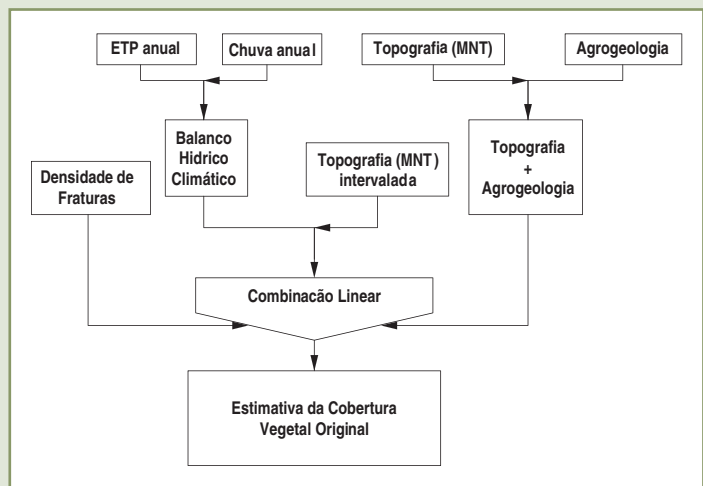 ETP anual
Chuva anual
Topografia (MNT)
Agrogeologia
Balanco
Hidrico
Climático
Topografia (MNT)
intervalada
Topografia
+
Agrogeologia
Densidade de
Fraturas
Combinacão Linear
Estimativa da Cobertura
Vegetal Original